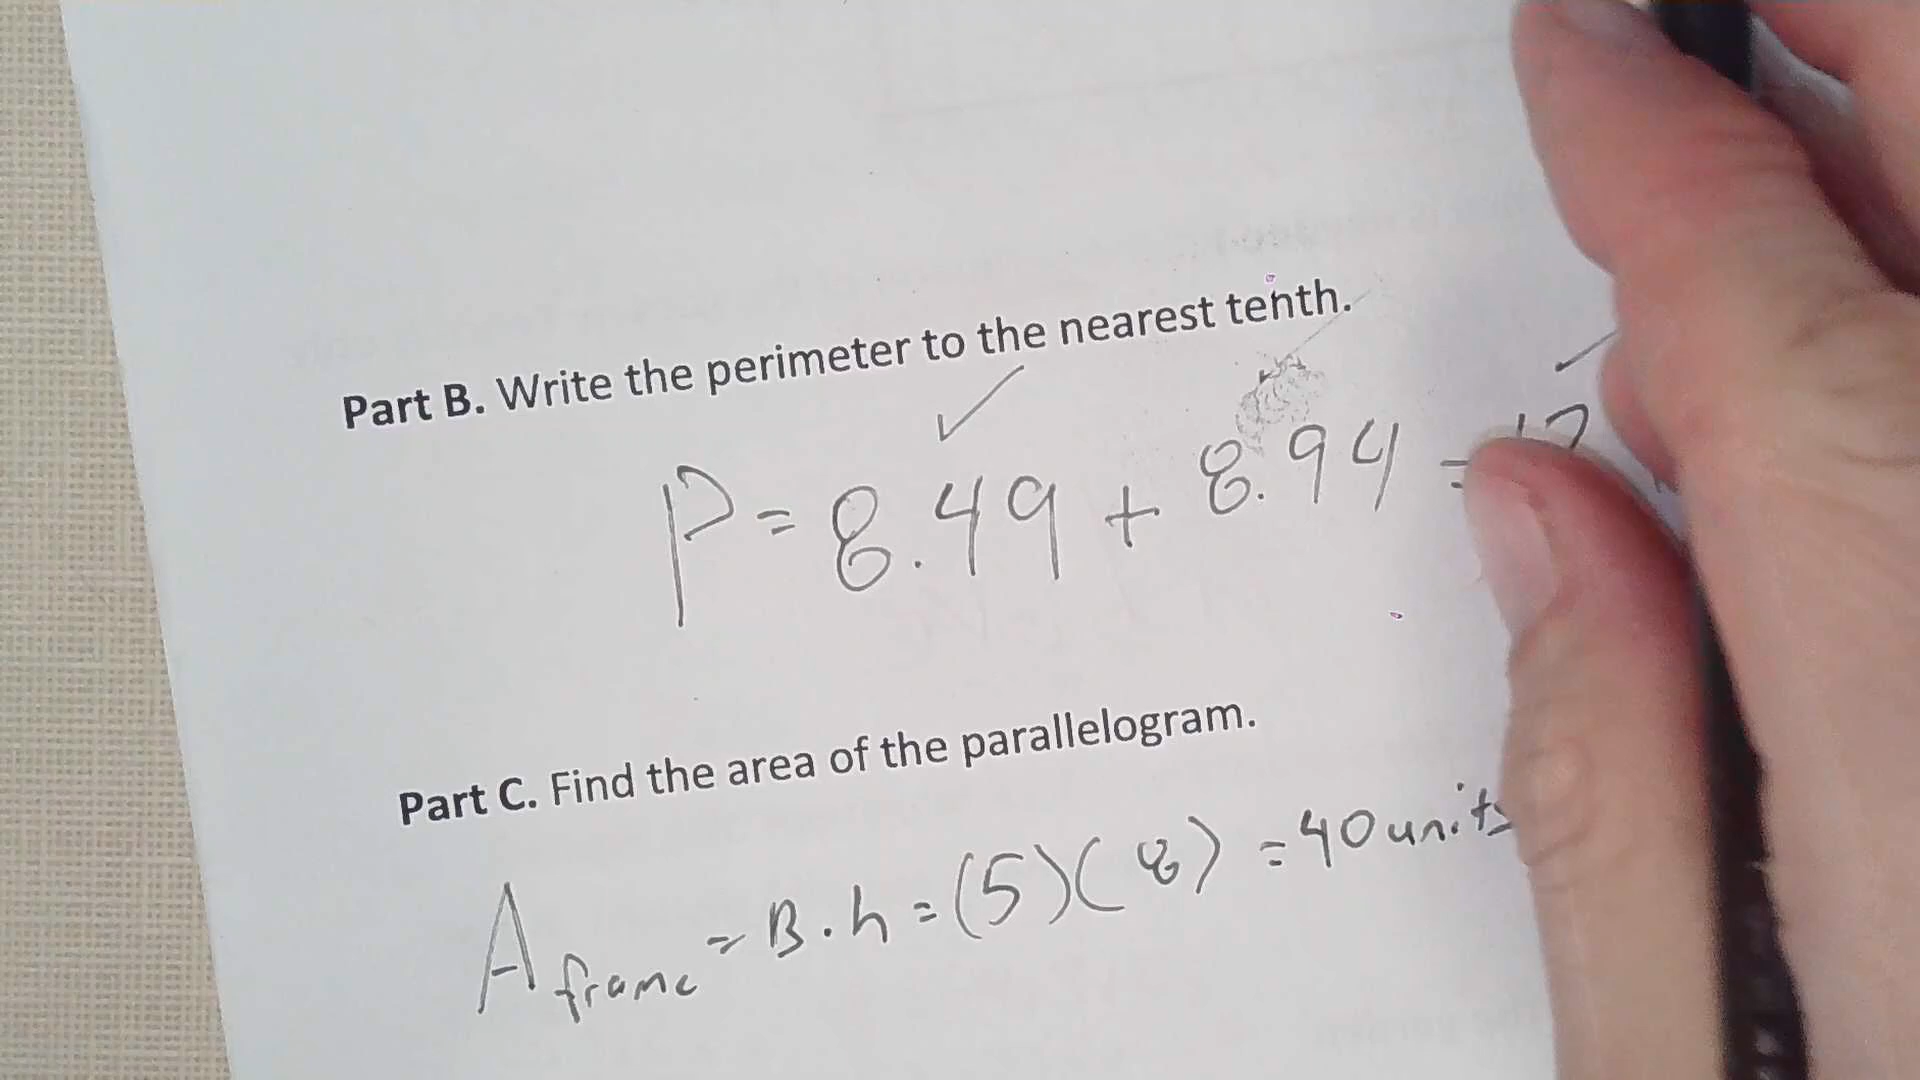 Part B. Write the perimeter to the nearest tenth.
P = 8.49 + 8.94 =
Part C. Find the area of the parallelogram.
A frame = B . h = (5)(8) = 40 units